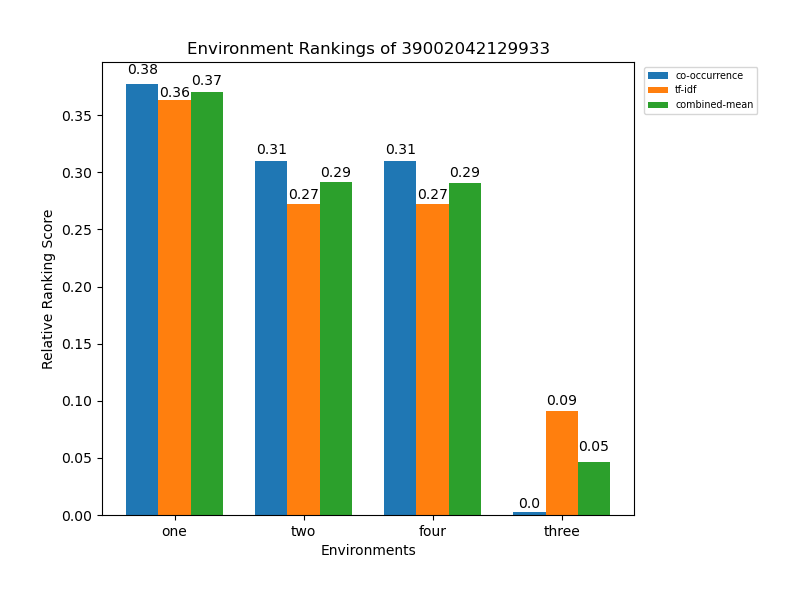 Environment Rankings of 39002042129933
co-occurrence
tf-idf
combined-mean
0.38
0.36
0.37
0.31
0.27
0.29
0.31
0.27
0.29
0.0
0.09
0.05
Relative Ranking Score
0.35
0.30
0.25
0.20
0.15
0.10
0.05
0.00
one two four three
Environments